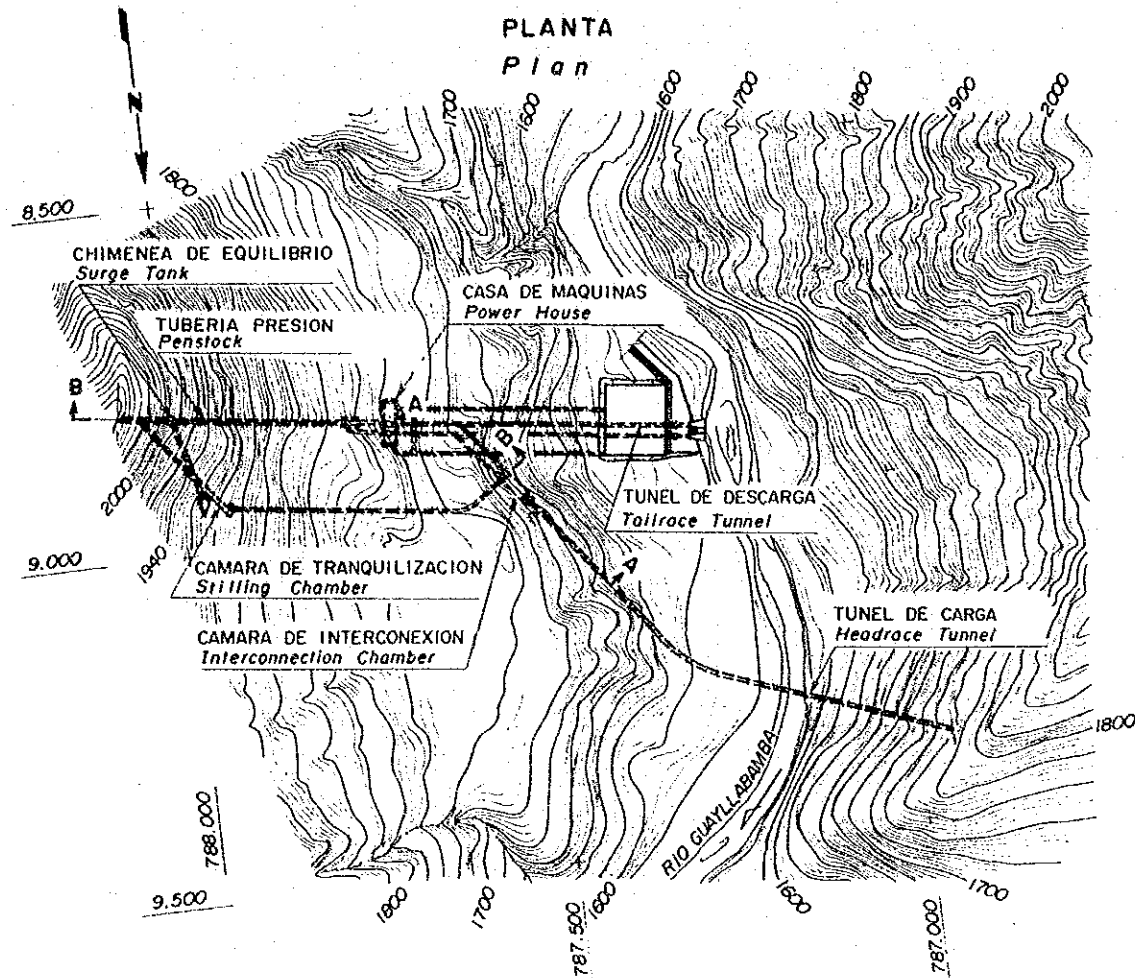 PLANTA
Plan
N
1700
1600
1600
1700
1800
1900
2000
1800
8.500
CHIMENEA DE EQUILIBRIO
Surge Tank
CASA DE MAQUINAS
Power House
TUBERIA PRESION
Penstock
B
A
B
2000
TUNEL DE DESCARGA
Tailrace Tunnel
9.000
1940
CAMARA DE TRANQUILIZACION
Stilling Chamber
A
TUNEL DE CARGA
Headrace Tunnel
CAMARA DE INTERCONEXION
Interconnection Chamber
1800
RIO GUAYLLABAMBA
788.000
9.500
1800
1700
1600
1600
1700
787.500
787.000